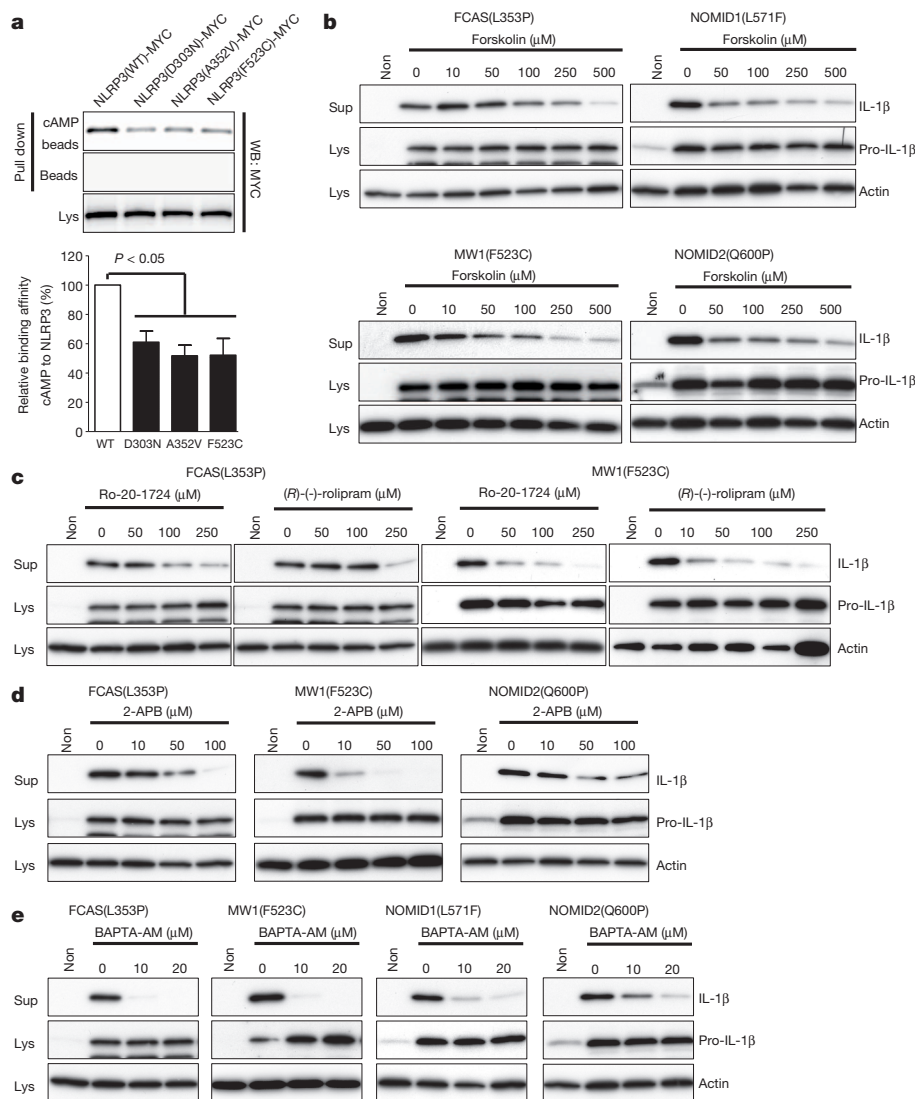 a
NLRP3(WT)-MYC
NLRP3(D303N)-MYC
NLRP3(A352V)-MYC
NLRP3(F523C)-MYC
Pull down
cAMP
beads
Beads
Lys
WB: MYC
Relative binding affinity
cAMP to NLRP3 (%)
120
100
80
60
40
20
0
P < 0.05
WT D303N A352V F523C
b
FCAS(L353P)
Forskolin (μM)
Non 0 10 50 100 250 500
Sup
Lys
Lys
NOMID1(L571F)
Forskolin (μM)
Non 0 50 100 250 500
IL-1β
Pro-IL-1β
Actin
MW1(F523C)
Forskolin (μM)
Non 0 10 50 100 250 500
Sup
Lys
Lys
NOMID2(Q600P)
Forskolin (μM)
Non 0 50 100 250 500
IL-1β
Pro-IL-1β
Actin
c
FCAS(L353P)
Ro-20-1724 (μM)
Non 0 50 100 250
(R)-(-)-rolipram (μM)
Non 0 50 100 250
MW1(F523C)
Ro-20-1724 (μM)
Non 0 50 100 250
(R)-(-)-rolipram (μM)
Non 0 10 50 100 250
Sup
Lys
Lys
IL-1β
Pro-IL-1β
Actin
d
FCAS(L353P)
2-APB (μM)
Non 0 10 50 100
MW1(F523C)
2-APB (μM)
Non 0 10 50 100
NOMID2(Q600P)
2-APB (μM)
Non 0 10 50 100
Sup
Lys
Lys
IL-1β
Pro-IL-1β
Actin
e
FCAS(L353P)
BAPTA-AM (μM)
Non 0 10 20
MW1(F523C)
BAPTA-AM (μM)
Non 0 10 20
NOMID1(L571F)
BAPTA-AM (μM)
Non 0 10 20
NOMID2(Q600P)
BAPTA-AM (μM)
Non 0 10 20
Sup
Lys
Lys
IL-1β
Pro-IL-1β
Actin